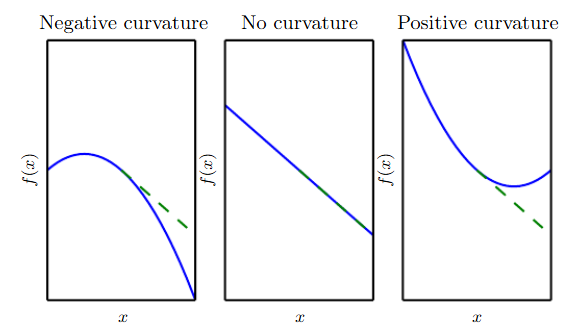 Negative curvature
No curvature
Positive curvature
f(x)
f(x)
f(x)
x
x
x